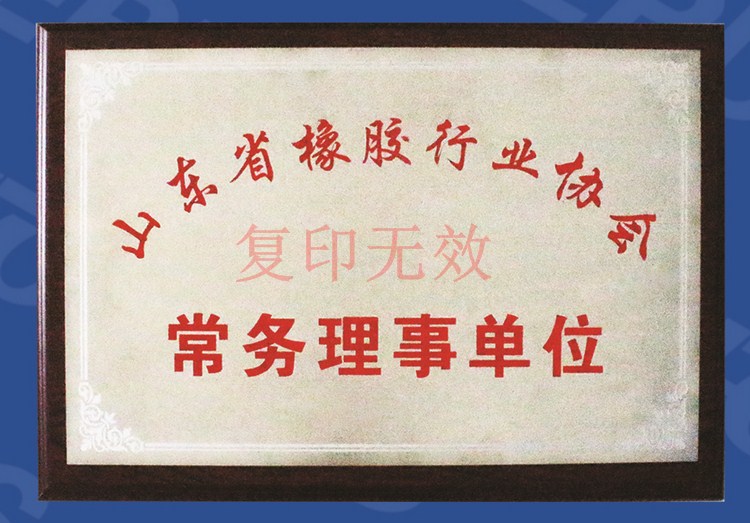 山东省橡胶行业协会
复印无效
常务理事单位